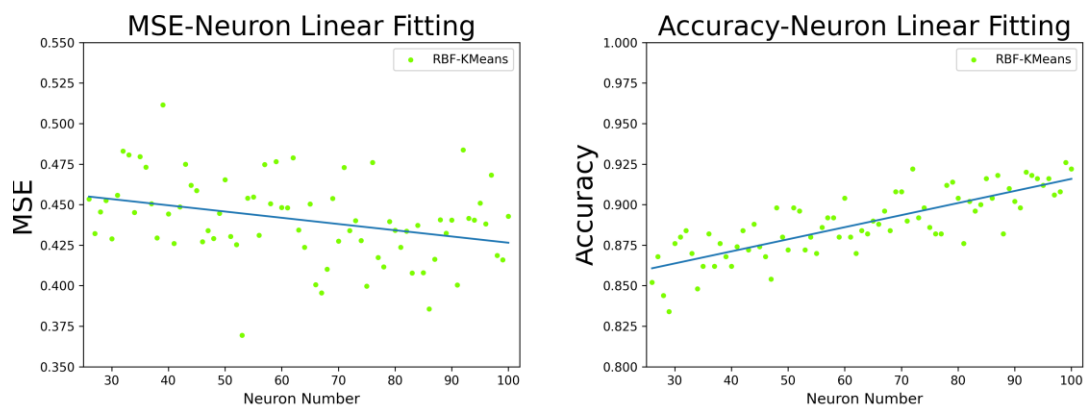 MSE-Neuron Linear Fitting
0.550
0.525
0.500
0.475
0.450
0.425
0.400
0.375
0.350
MSE
RBF-KMeans
30 40 50 60 70 80 90 100
Neuron Number
Accuracy-Neuron Linear Fitting
1.000
0.975
0.950
0.925
0.900
0.875
0.850
0.825
0.800
Accuracy
RBF-KMeans
30 40 50 60 70 80 90 100
Neuron Number